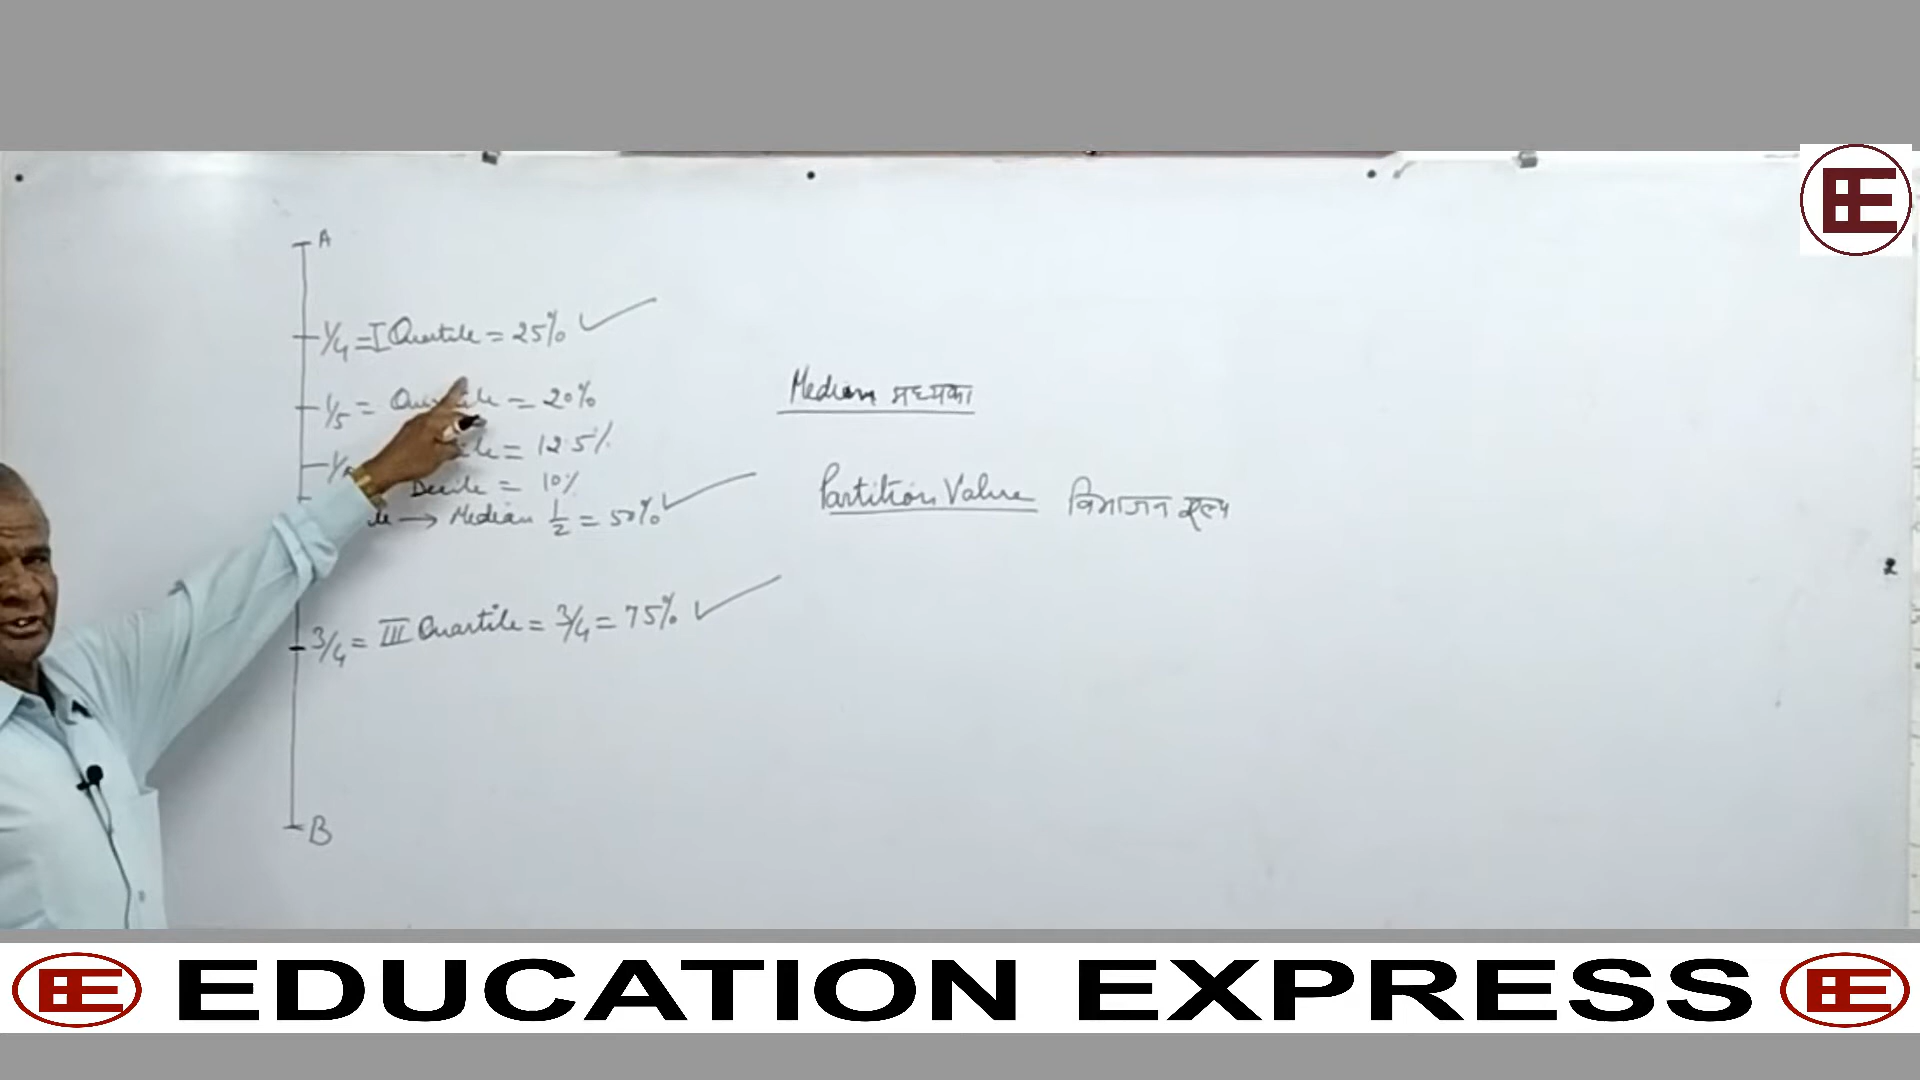 A
1/4 = I Quartile = 25%
1/5 = = 20%
= 12.5%
Decile = 10%
→ Median 1/2 = 50%
3/4 = III Quartile = 3/4 = 75%
B
Median मध्यका
Partition Value विभाजन मूल्य
EDUCATION EXPRESS